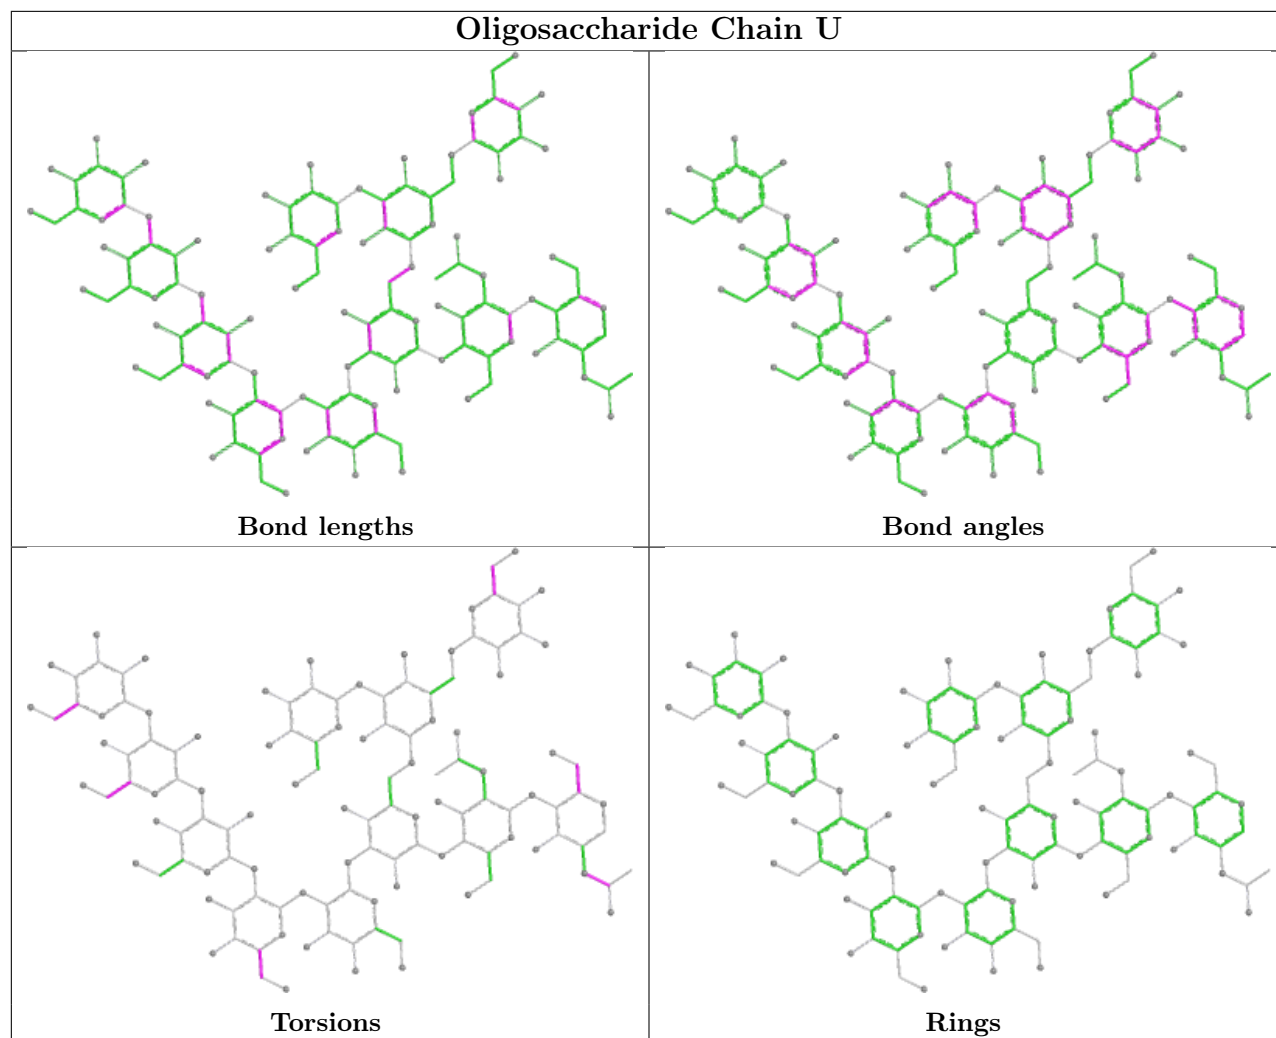 Oligosaccharide Chain U
Bond lengths
Bond angles
Torsions
Rings